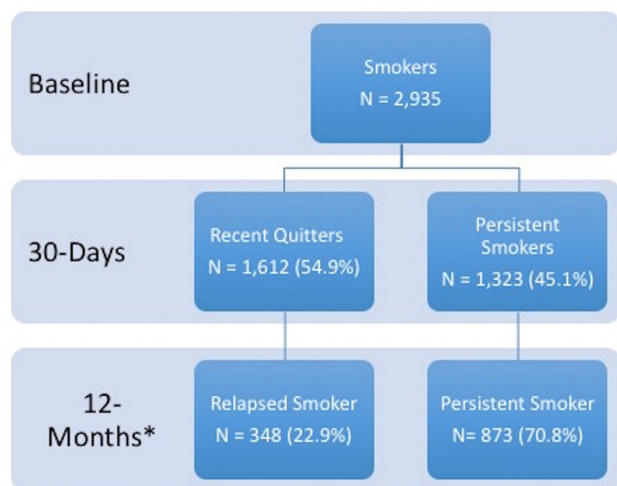 Baseline
Smokers
N = 2,935
30-Days
Recent Quitters
N = 1,612 (54.9%)
Persistent
Smokers
N = 1,323 (45.1%)
12-
Months*
Relapsed Smoker
N = 348 (22.9%)
Persistent Smoker
N= 873 (70.8%)